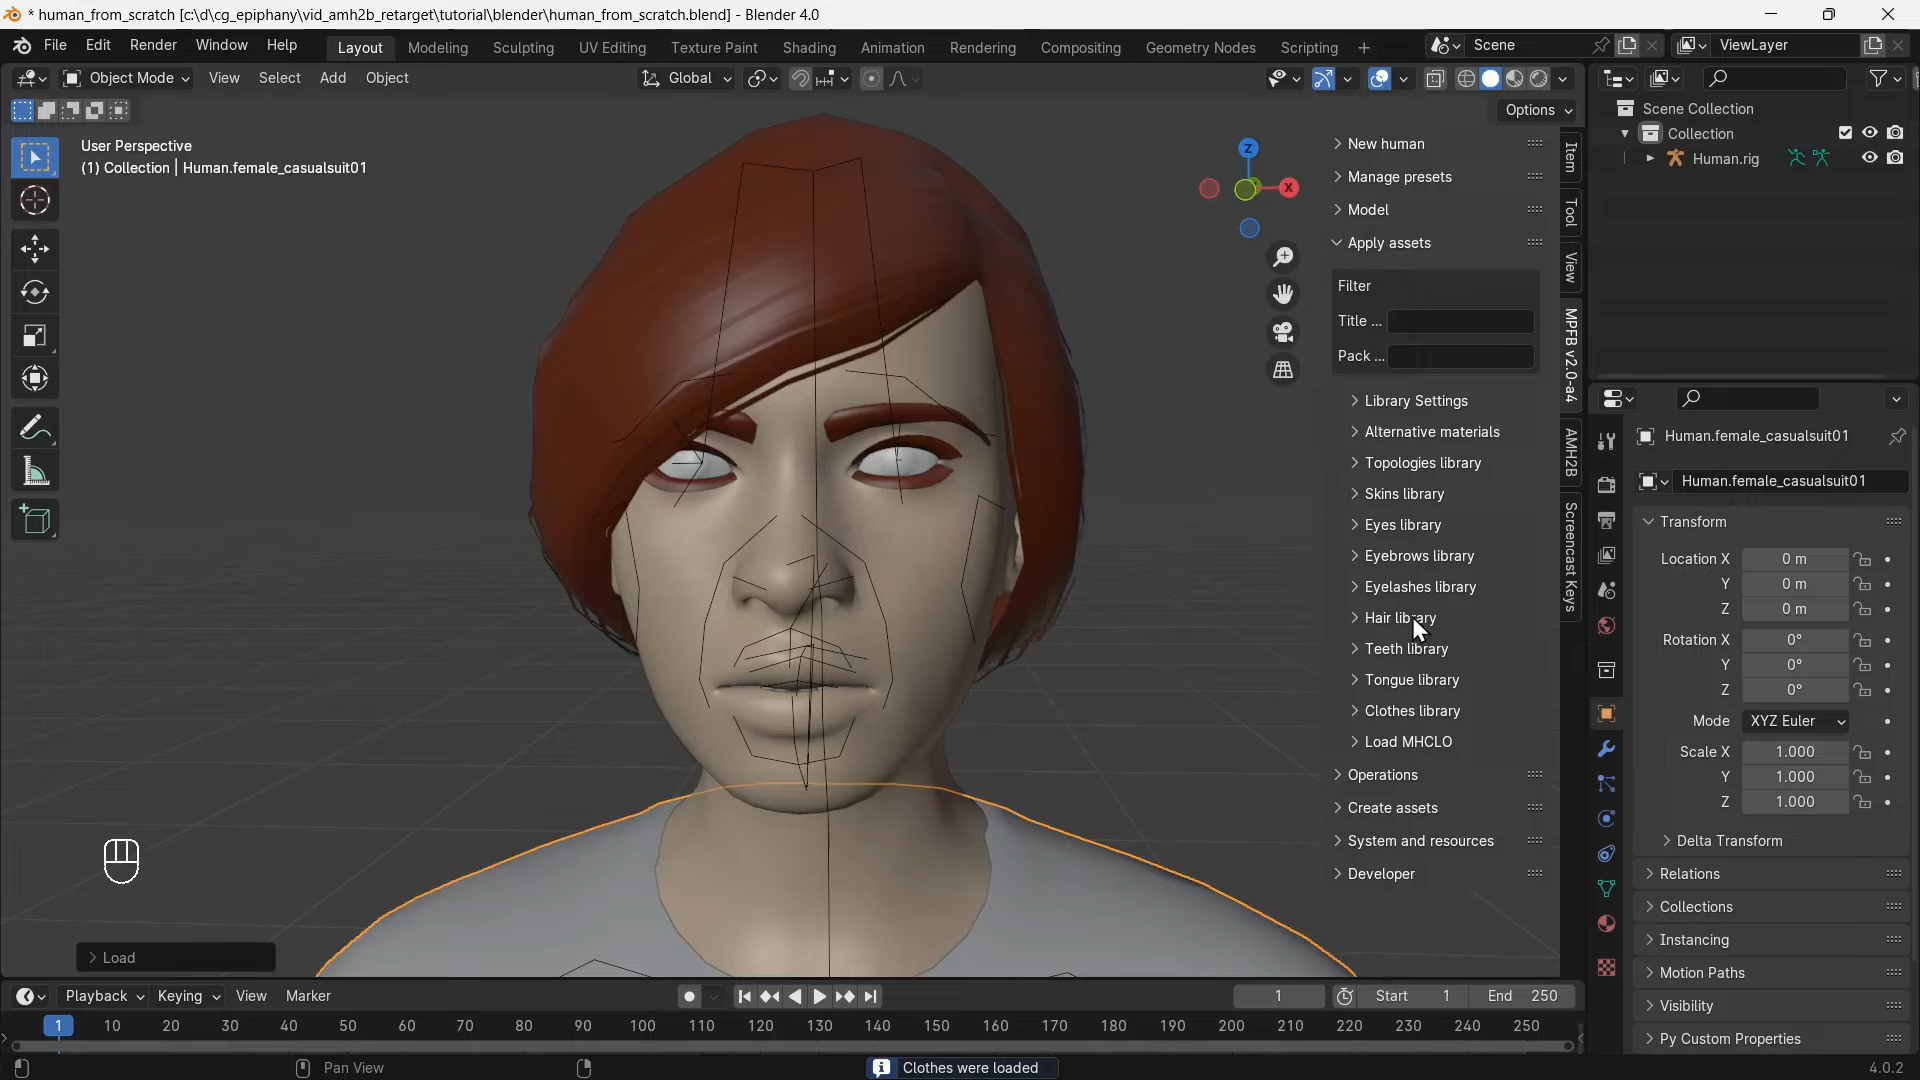 * human_from_scratch [c:\d\cg_epiphany\vid_amh2b_retarget\tutorial\blender\human_from_scratch.blend] - Blender 4.0
File Edit Render Window Help Layout Modeling Sculpting UV Editing Texture Paint Shading Animation Rendering Compositing Geometry Nodes Scripting + Scene ViewLayer
Object Mode View Select Add Object Global
Options
User Perspective
(1) Collection | Human.female_casualsuit01
Z
X
New human
Manage presets
Model
Apply assets
Filter
Title ...
Pack ...
Library Settings
Alternative materials
Topologies library
Skins library
Eyes library
Eyebrows library
Eyelashes library
Hair library
Teeth library
Tongue library
Clothes library
Load MHCLO
Operations
Create assets
System and resources
Developer
Item
Tool
View
MPFB v2.0-a4
AMH2B
Screencast Keys
Scene Collection
Collection
Human.rig
Human.female_casualsuit01
Human.female_casualsuit01
Transform
Location X 0 m
Y 0 m
Z 0 m
Rotation X 0°
Y 0°
Z 0°
Mode XYZ Euler
Scale X 1.000
Y 1.000
Z 1.000
Delta Transform
Relations
Collections
Instancing
Motion Paths
Visibility
Py Custom Properties
Load
Playback Keying View Marker 1 Start 1 End 250
1 10 20 30 40 50 60 70 80 90 100 110 120 130 140 150 160 170 180 190 200 210 220 230 240 250
Pan View Clothes were loaded 4.0.2